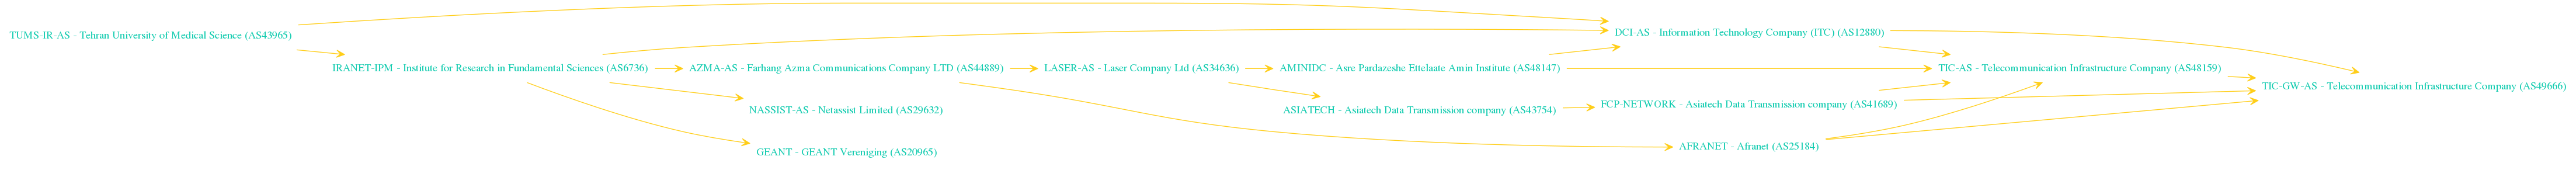 TUMS-IR-AS - Tehran University of Medical Science (AS43965)
DCI-AS - Information Technology Company (ITC) (AS12880)
IRANET-IPM - Institute for Research in Fundamental Sciences (AS6736)
AZMA-AS - Farhang Azma Communications Company LTD (AS44889)
LASER-AS - Laser Company Ltd (AS34636)
AMINIDC - Asre Pardazeshe Ettelaate Amin Institute (AS48147)
TIC-AS - Telecommunication Infrastructure Company (AS48159)
TIC-GW-AS - Telecommunication Infrastructure Company (AS49666)
NASSIST-AS - Netassist Limited (AS29632)
ASIATECH - Asiatech Data Transmission company (AS43754)
FCP-NETWORK - Asiatech Data Transmission company (AS41689)
GEANT - GEANT Vereniging (AS20965)
AFRANET - Afranet (AS25184)